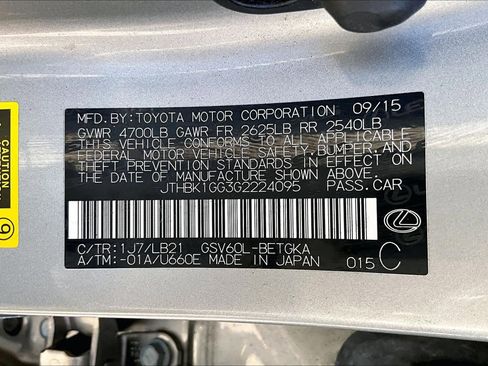 MFD. BY: TOYOTA MOTOR CORPORATION 09/15
GVWR 4700LB GAWR FR 2625LB RR 2540LB
THIS VEHICLE CONFORMS TO ALL APPLICABLE
FEDERAL MOTOR VEHICLE SAFETY, BUMPER, AND
THEFT PREVENTION STANDARDS IN EFFECT ON
THE DATE OF MANUFACTURE SHOWN ABOVE.
JTHBK1GG3G2224095 PASS.CAR
C/TR:1J7/LB21 GSV60L-BETGKA
A/TM:-01A/U660E MADE IN JAPAN 015 C
CAUTION